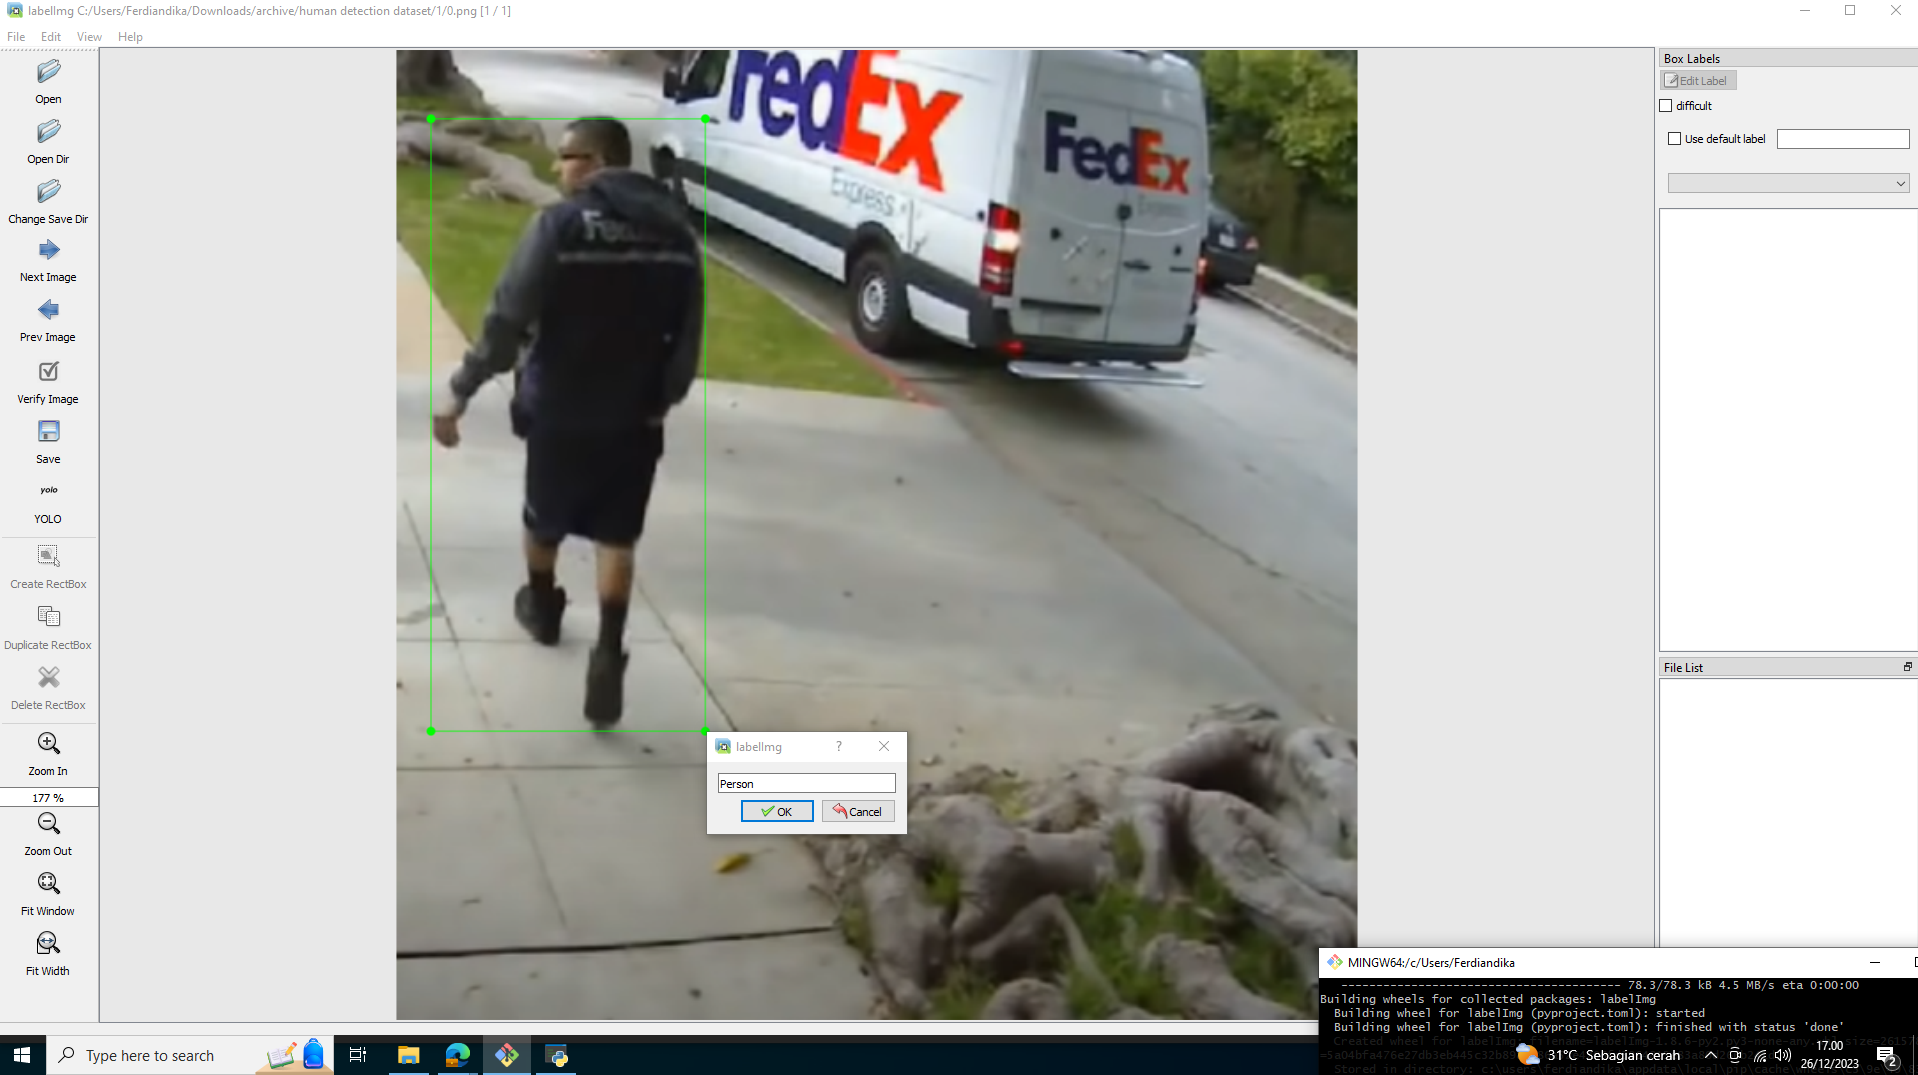 labelImg C:/Users/Ferdiandika/Downloads/archive/human detection dataset/1/0.png [1 / 1]
File Edit View Help
Open
Open Dir
Change Save Dir
Next Image
Prev Image
Verify Image
Save
yolo
YOLO
Create RectBox
Duplicate RectBox
Delete RectBox
Zoom In
177 %
Zoom Out
Fit Window
Fit Width
FedEx
Express
FedEx
Express
labelImg ?
Person
OK Cancel
Box Labels
Edit Label
difficult
Use default label
File List
MINGW64:/c/Users/Ferdiandika
---------------------------------------- 78.3/78.3 kB 4.5 MB/s eta 0:00:00
Building wheels for collected packages: labelImg
Building wheel for labelImg (pyproject.toml): started
Building wheel for labelImg (pyproject.toml): finished with status 'done'
Type here to search
31°C Sebagian cerah
17.00
26/12/2023
2